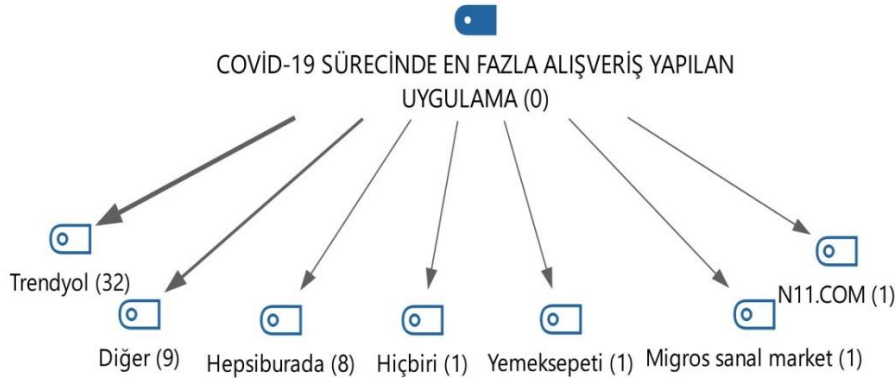 COVİD-19 SÜRECİNDE EN FAZLA ALIŞVERİŞ YAPILAN
UYGULAMA (0)
Trendyol (32)
Diğer (9)
Hepsiburada (8)
Hiçbiri (1)
Yemeksepeti (1)
Migros sanal market (1)
N11.COM (1)